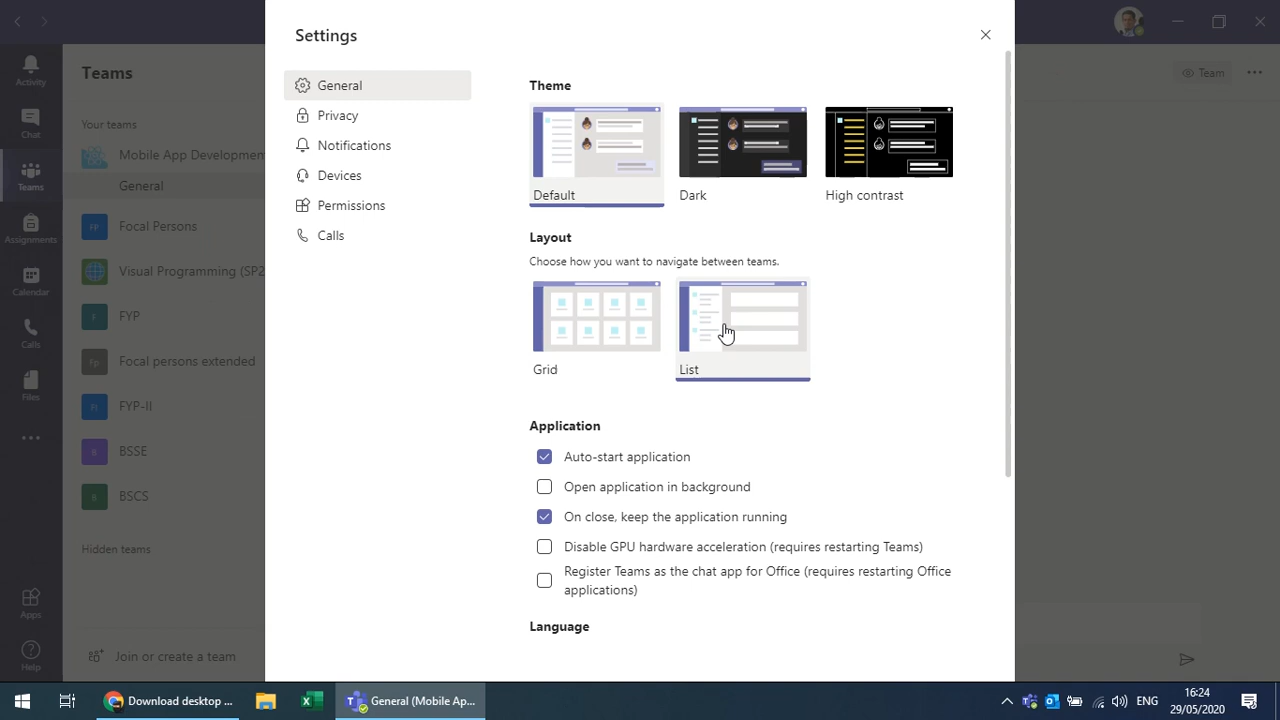 Settings
General
Privacy
Notifications
Devices
Permissions
Calls
Theme
Default
Dark
High contrast
Layout
Choose how you want to navigate between teams.
Grid
List
Application
Auto-start application
Open application in background
On close, keep the application running
Disable GPU hardware acceleration (requires restarting Teams)
Register Teams as the chat app for Office (requires restarting Office
applications)
Language
Activity
Chat
Teams
Assignments
Calendar
Calls
Files
Apps
Help
Teams
Your teams
Mobile App Development
General
FP Focal Persons
Visual Programming (SP2
F FYP
Fp Focal persons extended
FI FYP-II
B BSSE
B BSCS
Hidden teams
Join or create a team
Team
Download desktop ...
General (Mobile Ap...
ENG
16:24
29/05/2020